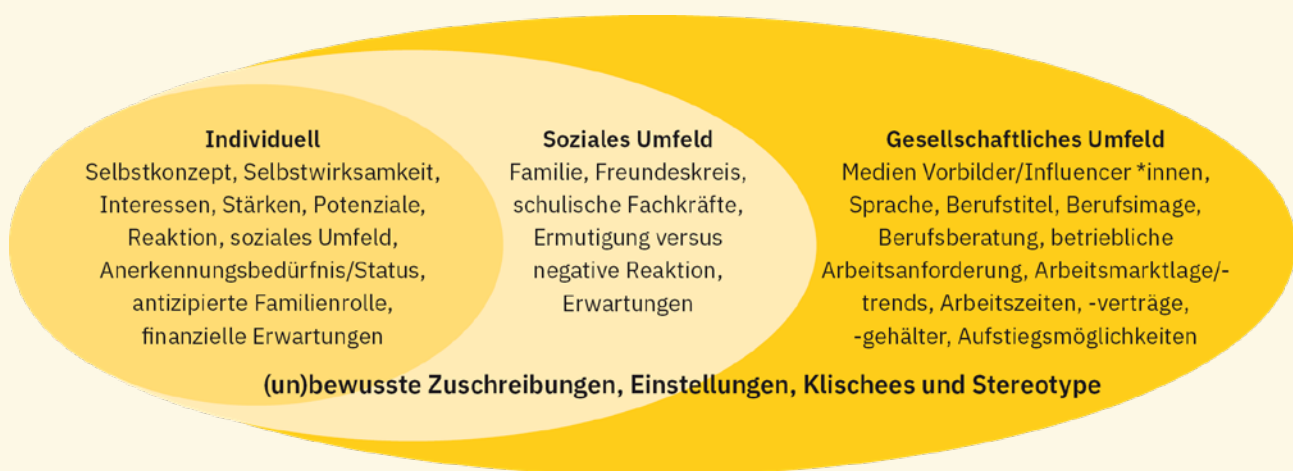 Individuell
Selbstkonzept, Selbstwirksamkeit,
Interessen, Stärken, Potenziale,
Reaktion, soziales Umfeld,
Anerkennungsbedürfnis/Status,
antizipierte Familienrolle,
finanzielle Erwartungen
Soziales Umfeld
Familie, Freundeskreis,
schulische Fachkräfte,
Ermutigung versus
negative Reaktion,
Erwartungen
Gesellschaftliches Umfeld
Medien Vorbilder/Influencer *innen,
Sprache, Berufstitel, Berufsimage,
Berufsberatung, betriebliche
Arbeitsanforderung, Arbeitsmarktlage/-
trends, Arbeitszeiten, -verträge,
-gehälter, Aufstiegsmöglichkeiten
(un)bewusste Zuschreibungen, Einstellungen, Klischees und Stereotype